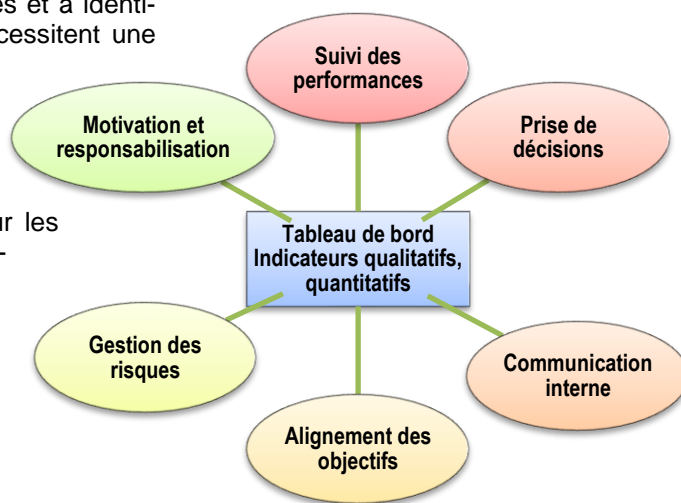 es et à identi-
cessitent une
ur les
-
Suivi des
performances
Motivation et
responsabilisation
Prise de
décisions
Tableau de bord
Indicateurs qualitatifs,
quantitatifs
Gestion des
risques
Communication
interne
Alignement des
objectifs